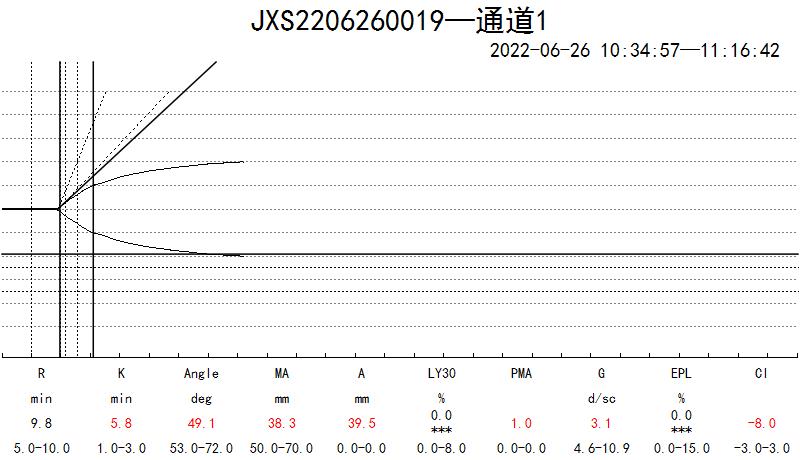 JXS2206260019—通道1
2022-06-26 10:34:57—11:16:42
R K Angle MA A LY30 PMA G EPL CI
min min deg mm mm % d/sc %
9.8 5.8 49.1 38.3 39.5 0.0 *** 1.0 3.1 0.0 *** -8.0
5.0-10.0 1.0-3.0 53.0-72.0 50.0-70.0 0.0-0.0 0.0-8.0 0.0-0.0 4.6-10.9 0.0-15.0 -3.0-3.0